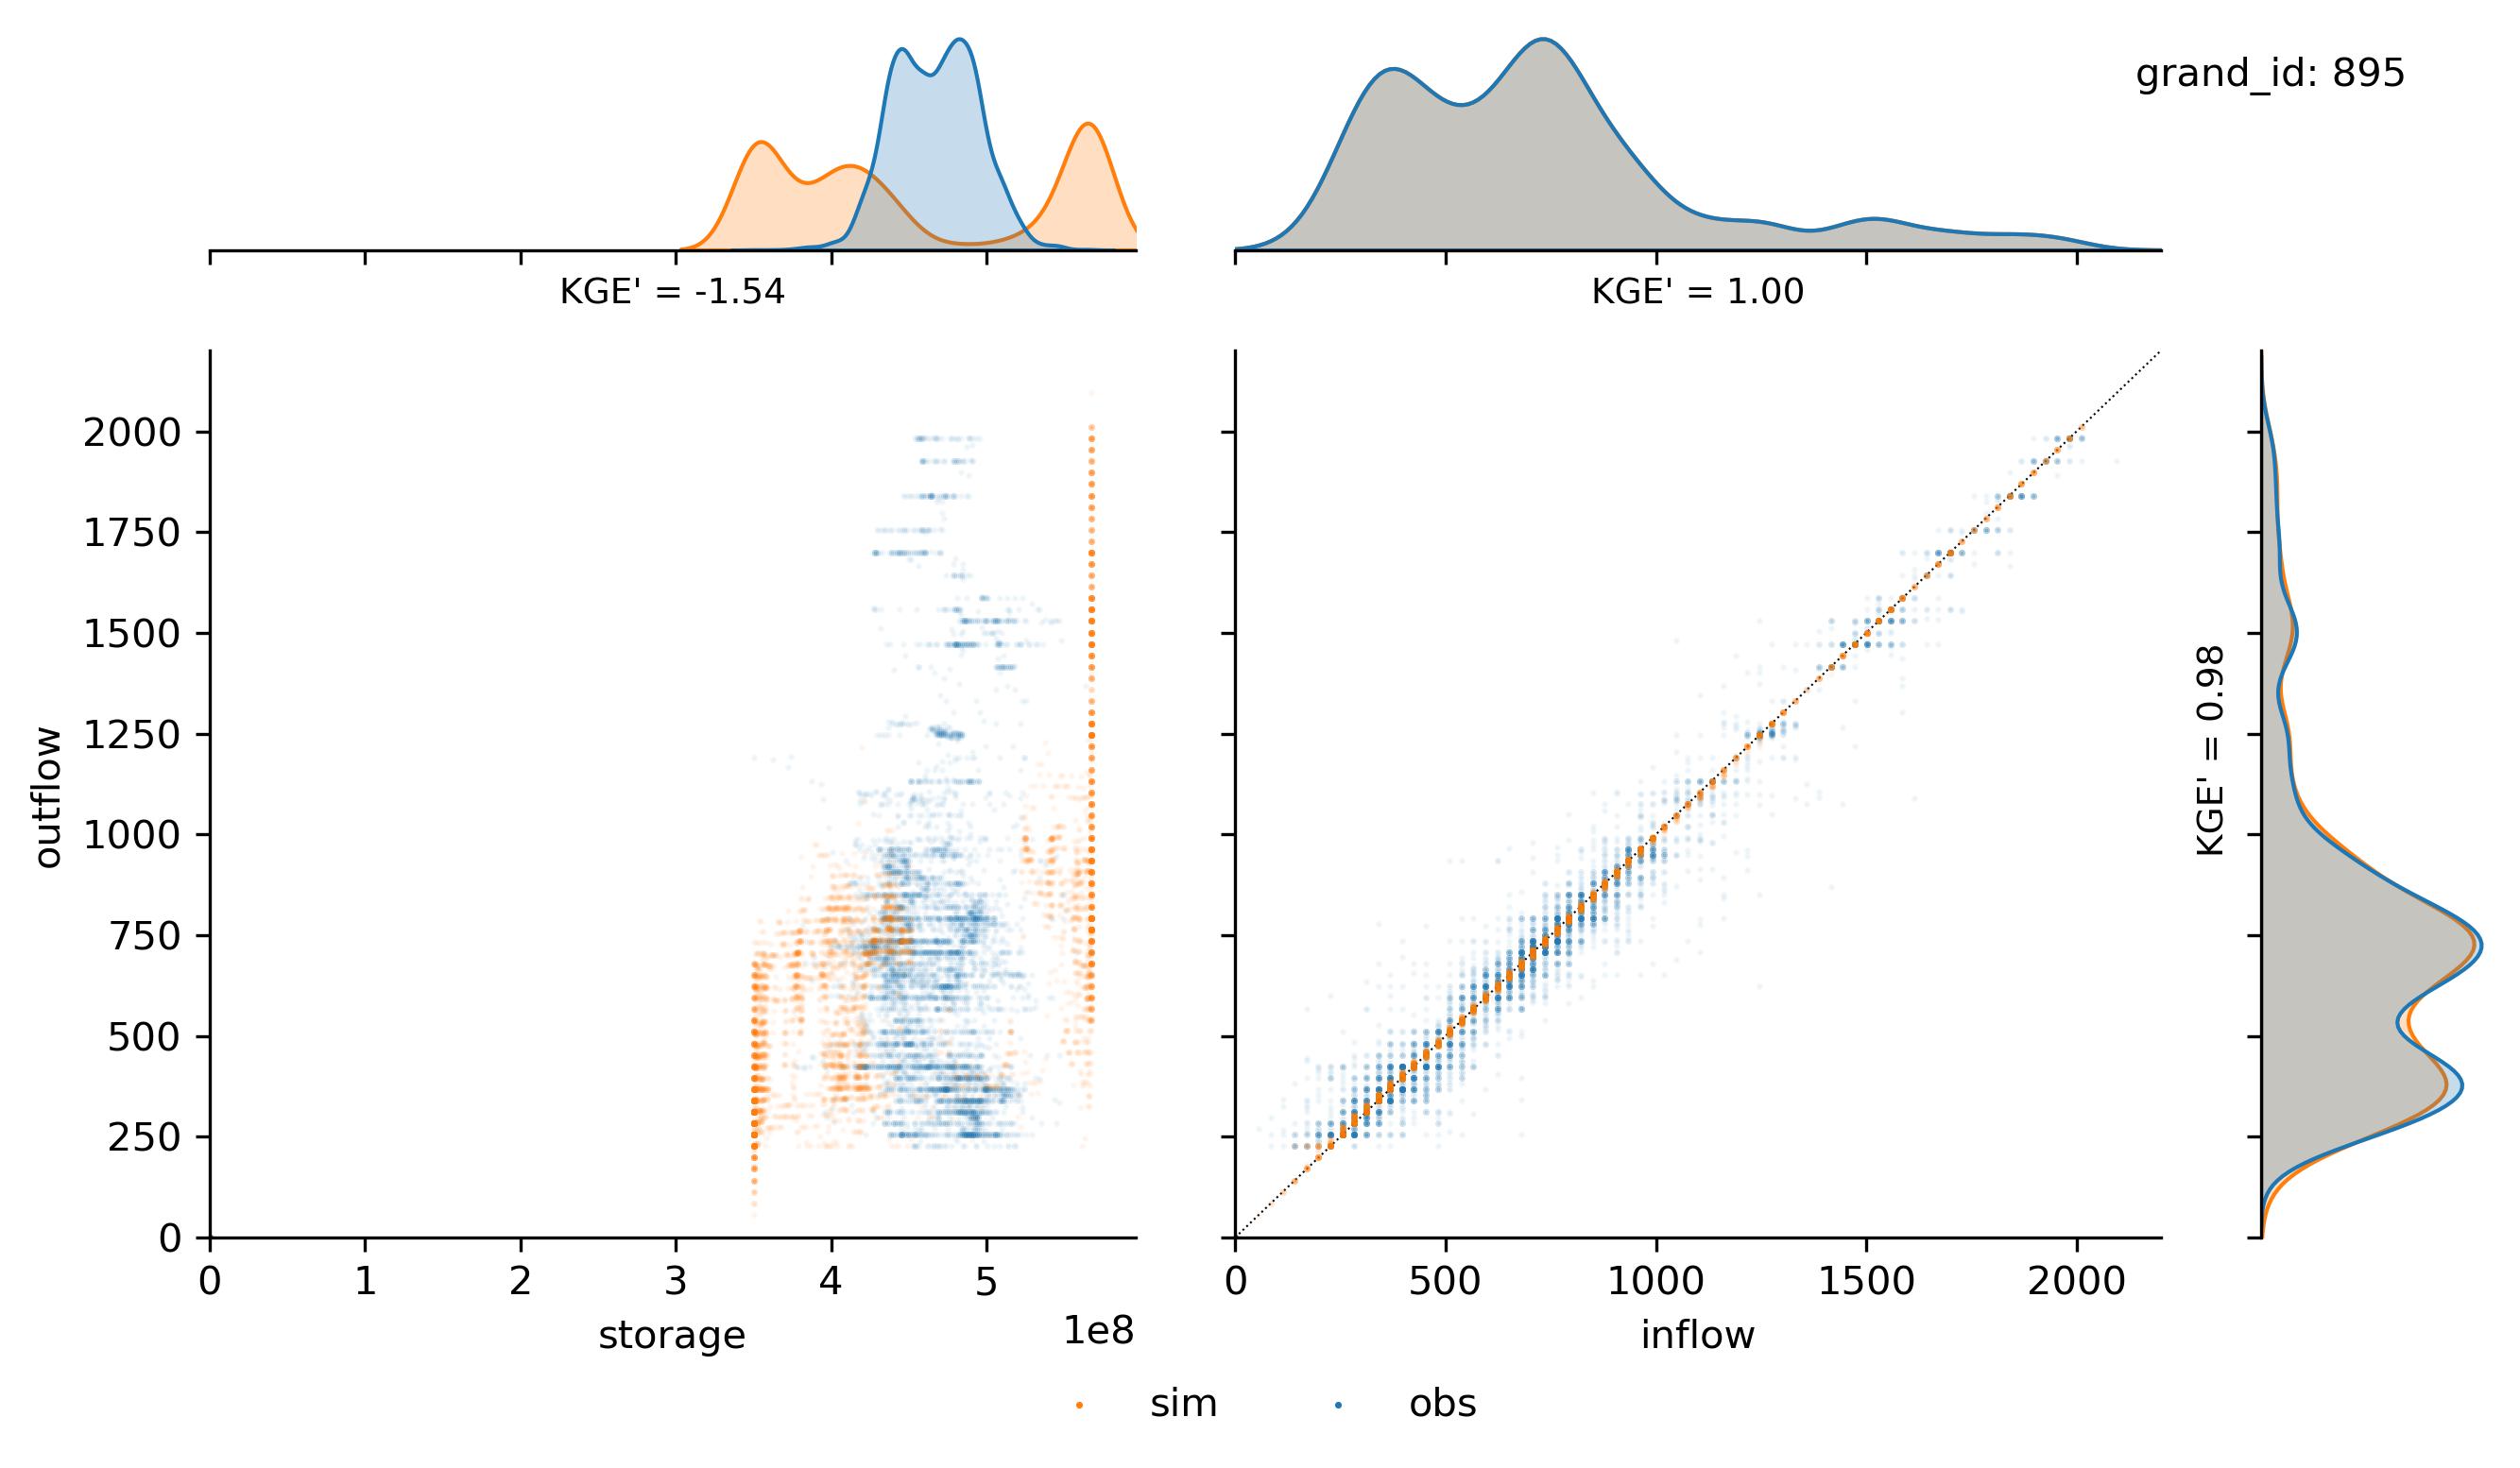 grand_id: 895
KGE' = -1.54
KGE' = 1.00
outflow
2000
1750
1500
1250
1000
750
500
250
0
KGE' = 0.98
0 1 2 3 4 5
1e8
storage
0 500 1000 1500 2000
inflow
sim obs